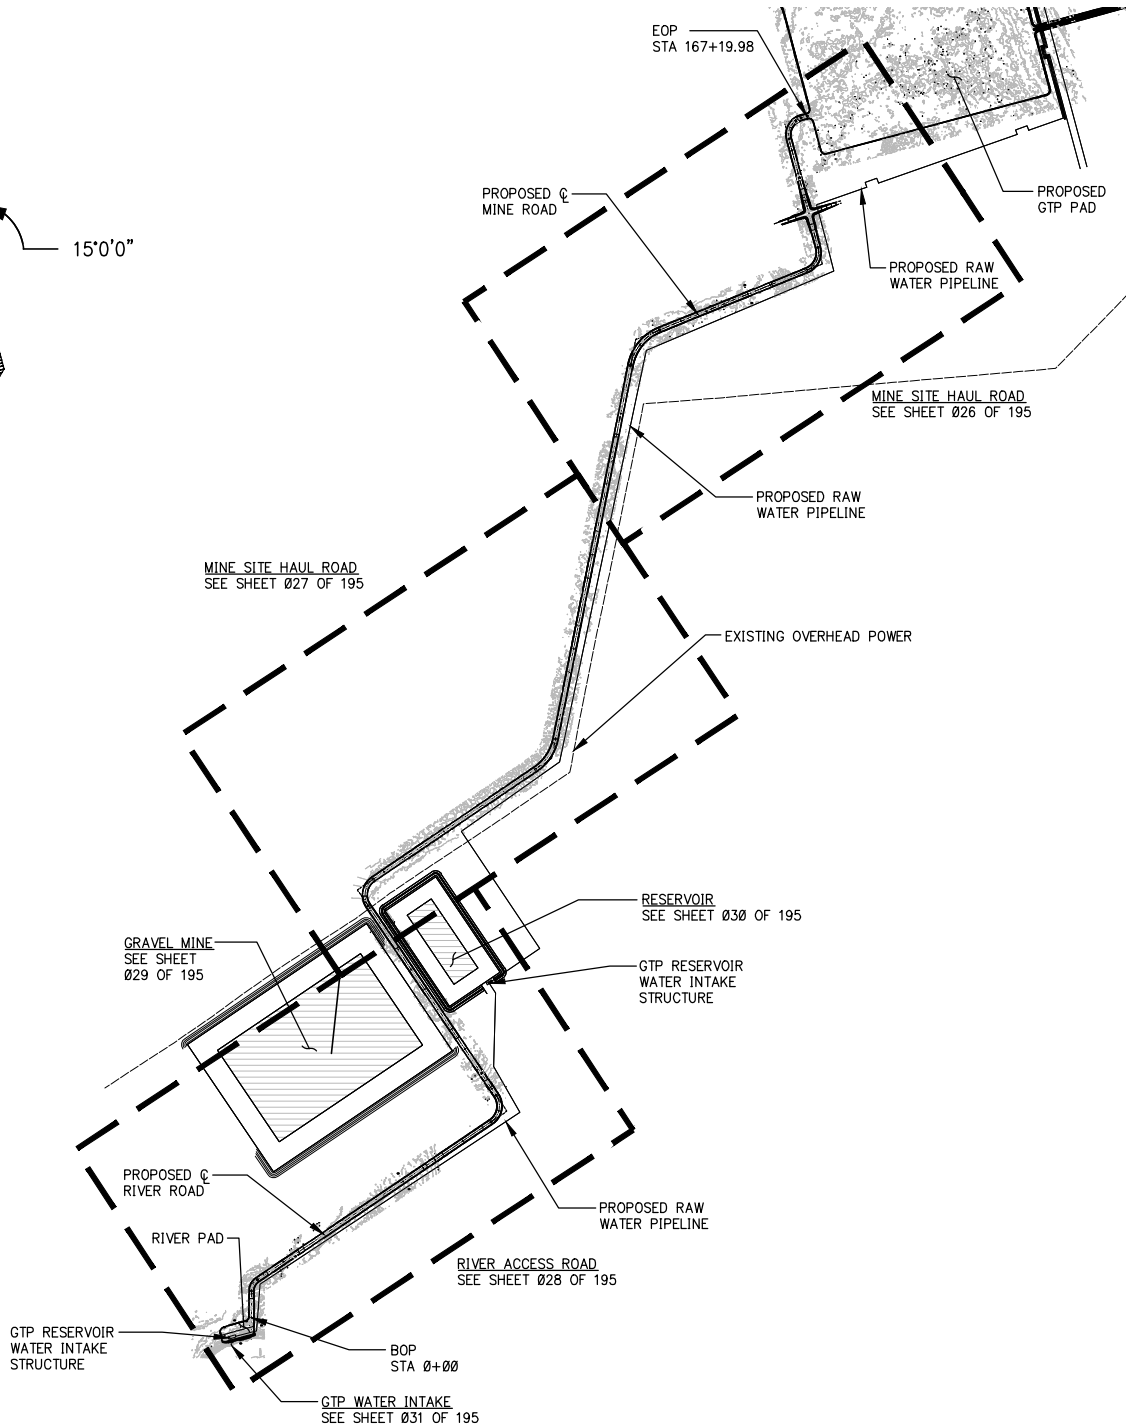 EOP
STA 167+19.98
PROPOSED ℄
MINE ROAD
PROPOSED
GTP PAD
15°0'0"
PROPOSED RAW
WATER PIPELINE
MINE SITE HAUL ROAD
SEE SHEET 026 OF 195
PROPOSED RAW
WATER PIPELINE
MINE SITE HAUL ROAD
SEE SHEET 027 OF 195
EXISTING OVERHEAD POWER
RESERVOIR
SEE SHEET 030 OF 195
GRAVEL MINE
SEE SHEET
029 OF 195
GTP RESERVOIR
WATER INTAKE
STRUCTURE
PROPOSED ℄
RIVER ROAD
PROPOSED RAW
WATER PIPELINE
RIVER PAD
RIVER ACCESS ROAD
SEE SHEET 028 OF 195
GTP RESERVOIR
WATER INTAKE
STRUCTURE
BOP
STA 0+00
GTP WATER INTAKE
SEE SHEET 031 OF 195